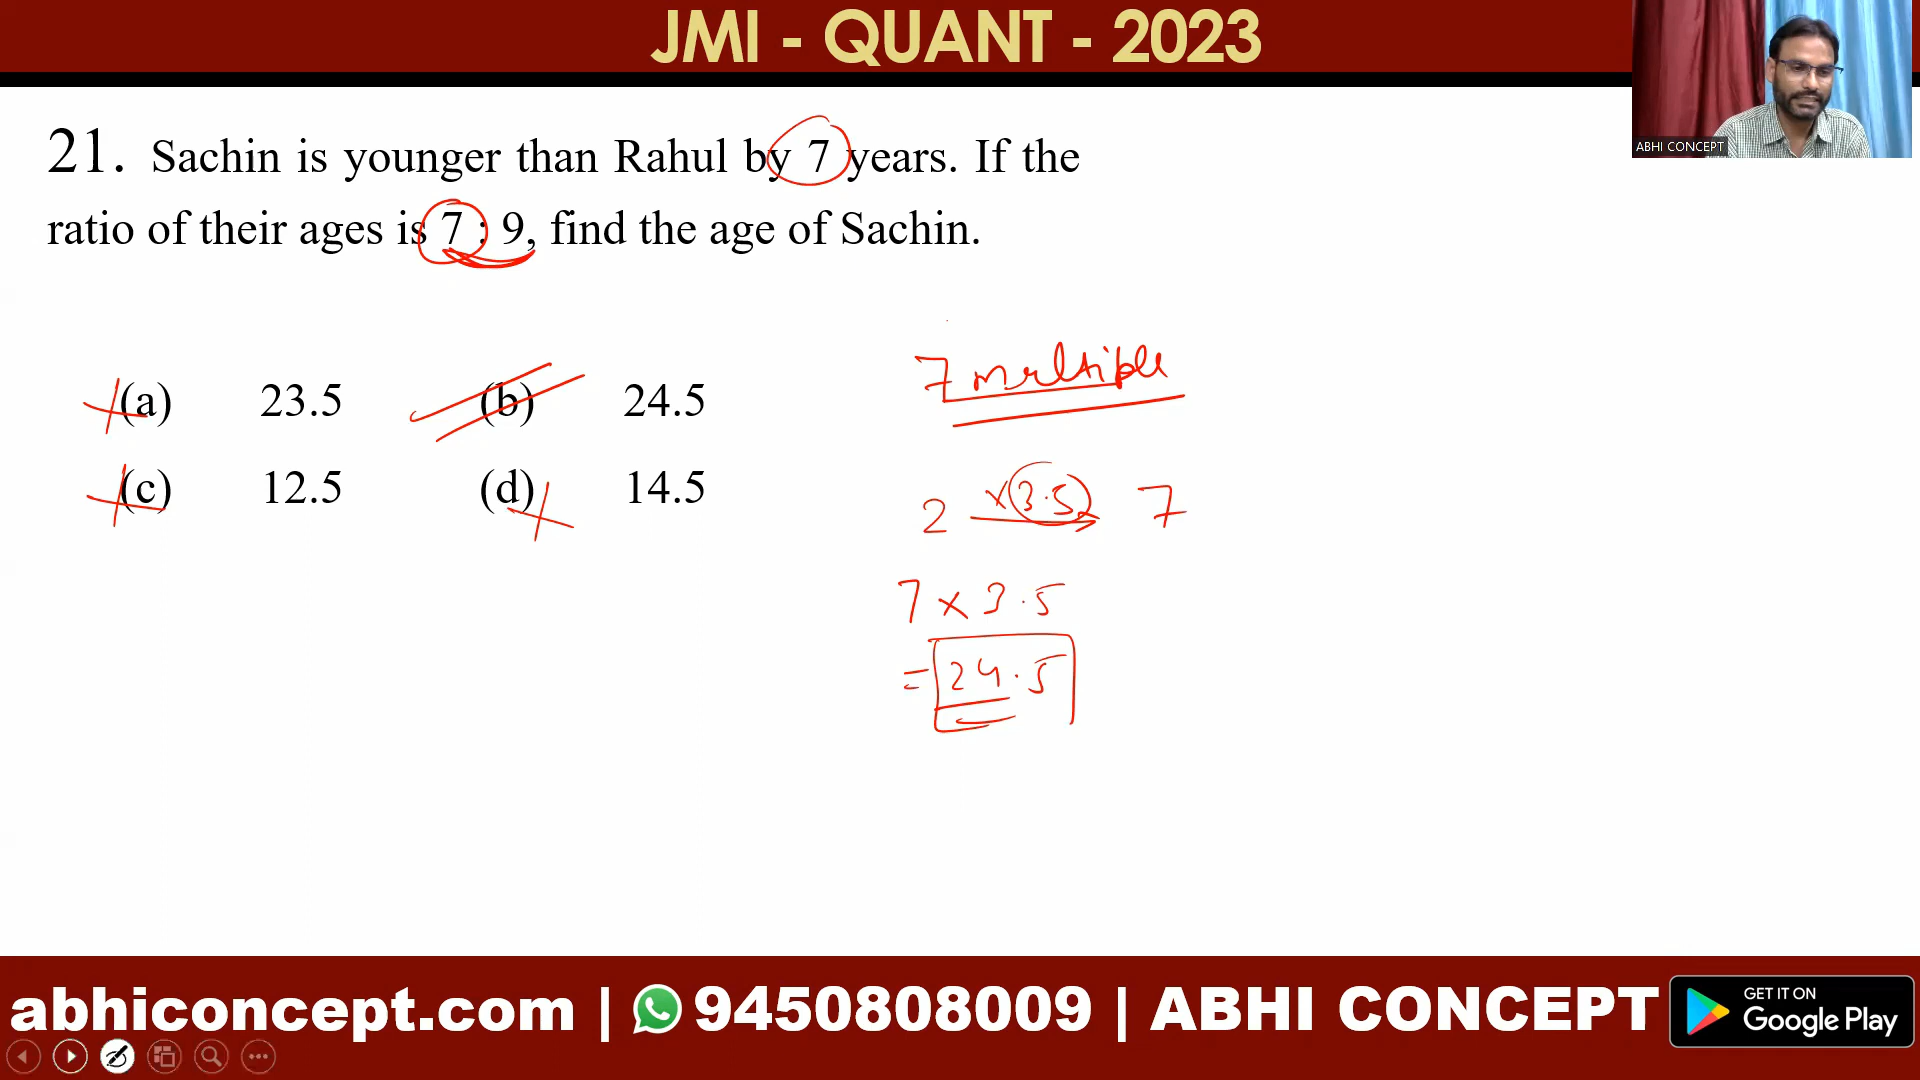 JMI - QUANT - 2023
ABHI CONCEPT
21. Sachin is younger than Rahul by 7 years. If the
ratio of their ages is 7 : 9, find the age of Sachin.
(a) 23.5 (b) 24.5
(c) 12.5 (d) 14.5
7 multiple
2 ×3.5 7
7 × 3.5
= 24.5
abhiconcept.com | 9450808009 | ABHI CONCEPT
GET IT ON
Google Play